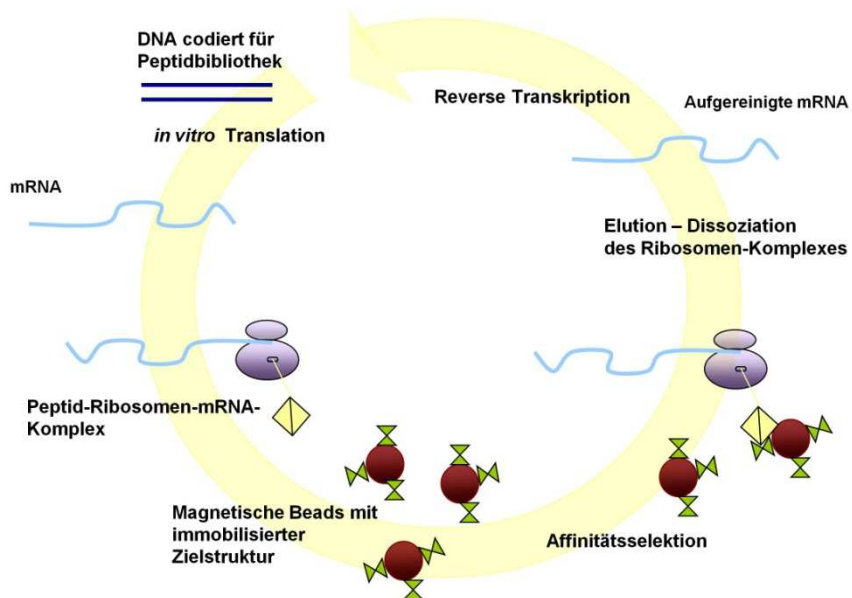 DNA codiert für
Peptidbibliothek
in vitro Translation
mRNA
Peptid-Ribosomen-mRNA-
Komplex
Magnetische Beads mit
immobilisierter
Zielstruktur
Affinitätsselektion
Elution – Dissoziation
des Ribosomen-Komplexes
Aufgereinigte mRNA
Reverse Transkription